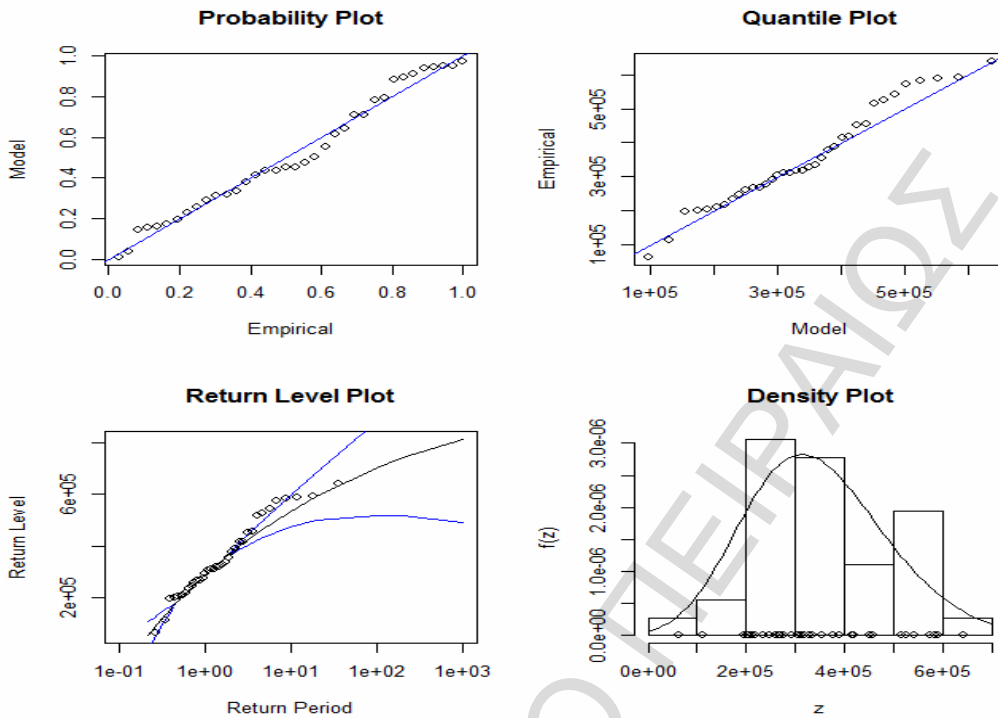 Probability Plot
Model
0.0 0.2 0.4 0.6 0.8 1.0
0.0 0.2 0.4 0.6 0.8 1.0
Empirical
Quantile Plot
Empirical
1e+05 3e+05 5e+05
1e+05 3e+05 5e+05
Model
Return Level Plot
Return Level
2e+05 6e+05
1e-01 1e+00 1e+01 1e+02 1e+03
Return Period
Density Plot
f(z)
0.0e+00 1.0e-06 2.0e-06 3.0e-06
0e+00 2e+05 4e+05 6e+05
z
Ο ΠΕΙΡΑΙΩΣ